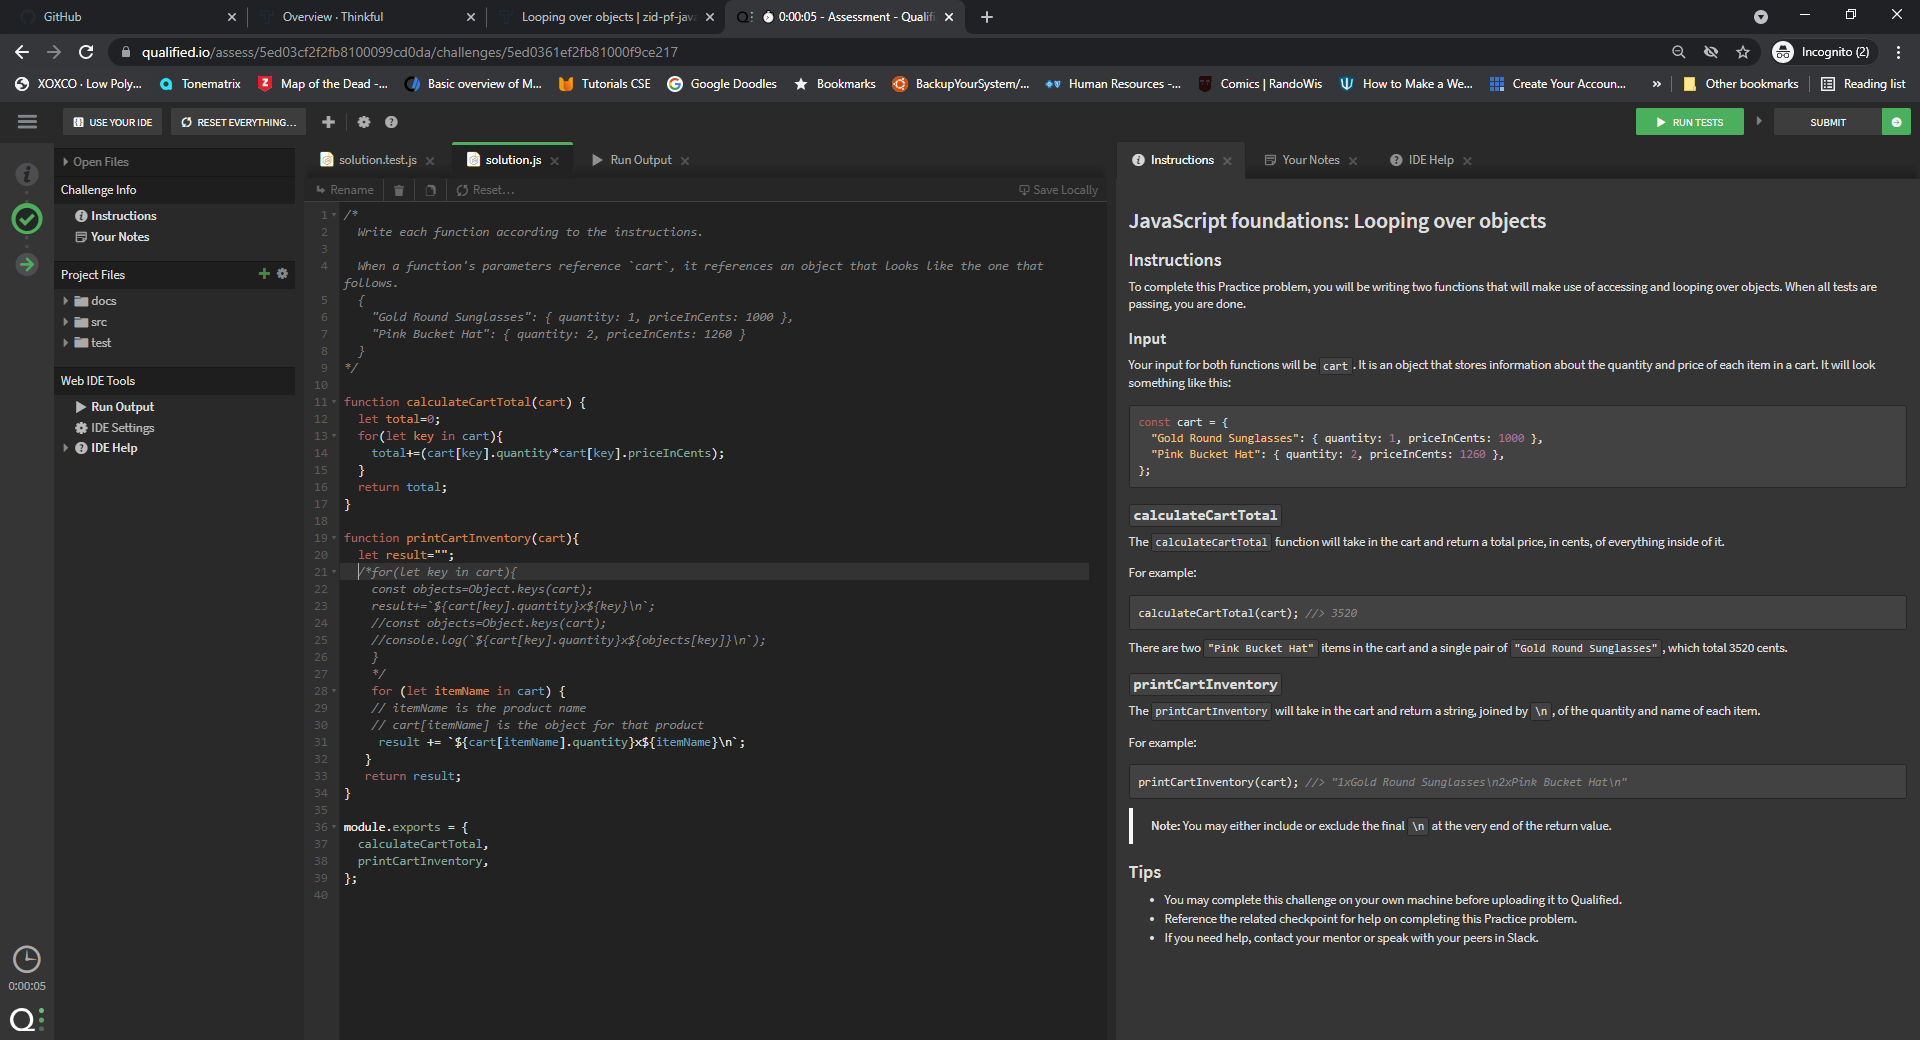 GitHub
Overview · Thinkful
Looping over objects | zid-pf-java
0:00:05 - Assessment - Qualifi
qualified.io/assess/5ed03cf2f2fb8100099cd0da/challenges/5ed0361ef2fb81000f9ce217
Incognito (2)
XOXCO · Low Poly...
Tonematrix
Map of the Dead -...
Basic overview of M...
Tutorials CSE
Google Doodles
Bookmarks
BackupYourSystem/...
Human Resources -...
Comics | RandoWis
How to Make a We...
Create Your Accoun...
»
Other bookmarks
Reading list
USE YOUR IDE
RESET EVERYTHING...
RUN TESTS
SUBMIT
Open Files
Challenge Info
Instructions
Your Notes
Project Files
docs
src
test
Web IDE Tools
Run Output
IDE Settings
IDE Help
0:00:05
solution.test.js
solution.js
Run Output
Rename
Reset...
Save Locally
1 /*
2 Write each function according to the instructions.
3
4 When a function's parameters reference `cart`, it references an object that looks like the one that
follows.
5 {
6 "Gold Round Sunglasses": { quantity: 1, priceInCents: 1000 },
7 "Pink Bucket Hat": { quantity: 2, priceInCents: 1260 }
8 }
9 */
10
11 function calculateCartTotal(cart) {
12 let total=0;
13 for(let key in cart){
14 total+=(cart[key].quantity*cart[key].priceInCents);
15 }
16 return total;
17 }
18
19 function printCartInventory(cart){
20 let result="";
21 /*for(let key in cart){
22 const objects=Object.keys(cart);
23 result+=`${cart[key].quantity}x${key}\n`;
24 //const objects=Object.keys(cart);
25 //console.log(`${cart[key].quantity}x${objects[key]}\n`);
26 }
27 */
28 for (let itemName in cart) {
29 // itemName is the product name
30 // cart[itemName] is the object for that product
31 result += `${cart[itemName].quantity}x${itemName}\n`;
32 }
33 return result;
34 }
35
36 module.exports = {
37 calculateCartTotal,
38 printCartInventory,
39 };
40
Instructions
Your Notes
IDE Help
JavaScript foundations: Looping over objects
Instructions
To complete this Practice problem, you will be writing two functions that will make use of accessing and looping over objects. When all tests are
passing, you are done.
Input
Your input for both functions will be cart . It is an object that stores information about the quantity and price of each item in a cart. It will look
something like this:
const cart = {
"Gold Round Sunglasses": { quantity: 1, priceInCents: 1000 },
"Pink Bucket Hat": { quantity: 2, priceInCents: 1260 },
};
calculateCartTotal
The calculateCartTotal function will take in the cart and return a total price, in cents, of everything inside of it.
For example:
calculateCartTotal(cart); //> 3520
There are two "Pink Bucket Hat" items in the cart and a single pair of "Gold Round Sunglasses" , which total 3520 cents.
printCartInventory
The printCartInventory will take in the cart and return a string, joined by \n , of the quantity and name of each item.
For example:
printCartInventory(cart); //> "1xGold Round Sunglasses\n2xPink Bucket Hat\n"
Note: You may either include or exclude the final \n at the very end of the return value.
Tips
• You may complete this challenge on your own machine before uploading it to Qualified.
• Reference the related checkpoint for help on completing this Practice problem.
• If you need help, contact your mentor or speak with your peers in Slack.